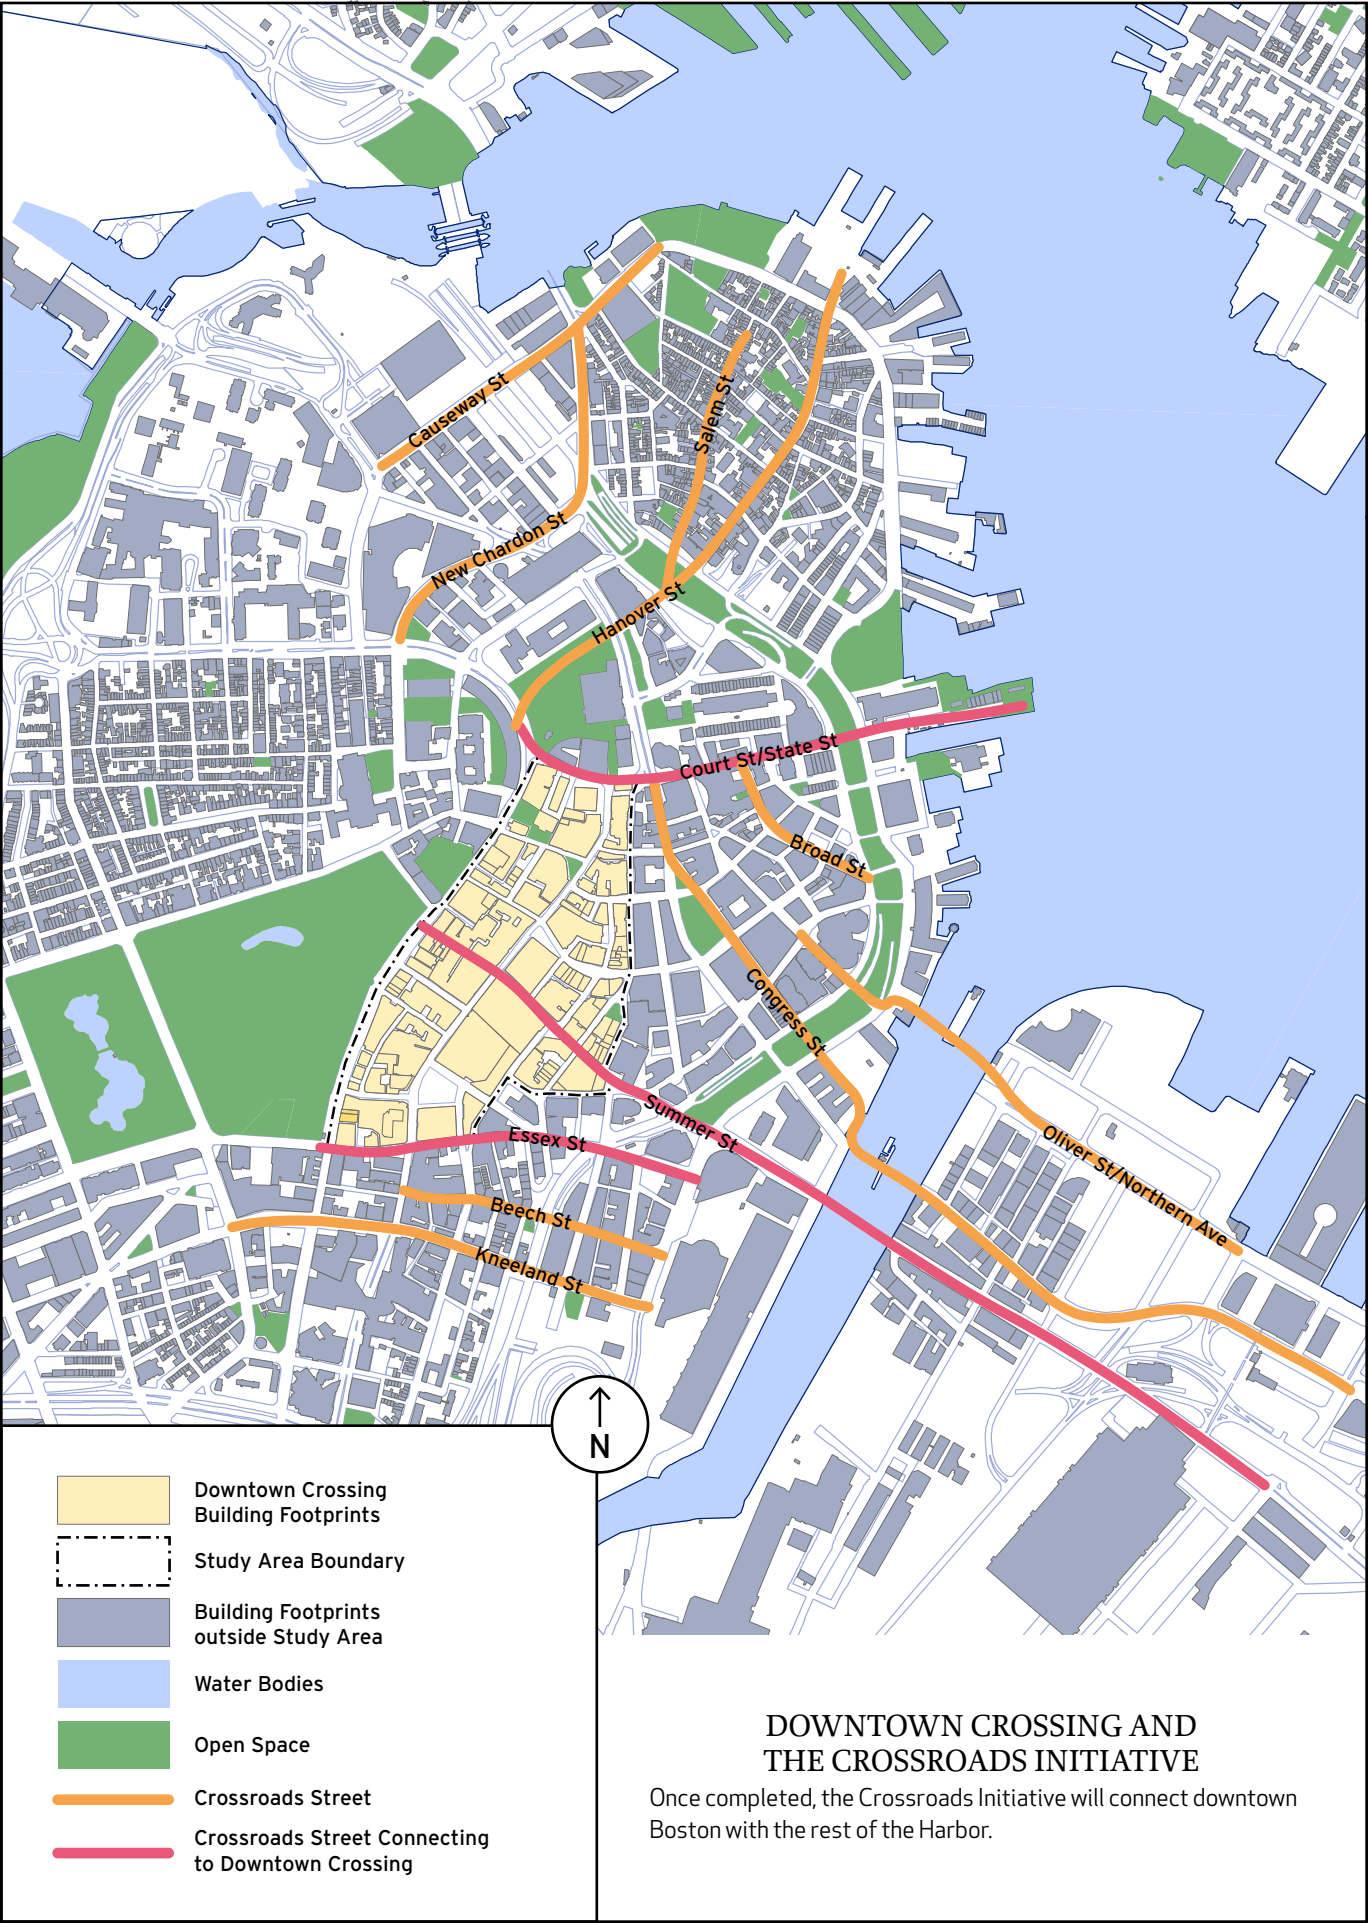 Causeway St
Salem St
New Chardon St
Hanover St
Court St/State St
Broad St
Congress St
Summer St
Essex St
Oliver St/Northern Ave
Beech St
Kneeland St
N
Downtown Crossing
Building Footprints
Study Area Boundary
Building Footprints
outside Study Area
Water Bodies
Open Space
Crossroads Street
Crossroads Street Connecting
to Downtown Crossing
DOWNTOWN CROSSING AND
THE CROSSROADS INITIATIVE
Once completed, the Crossroads Initiative will connect downtown
Boston with the rest of the Harbor.